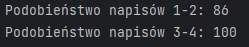 Podobieństwo napisów 1-2: 86
Podobieństwo napisów 3-4: 100